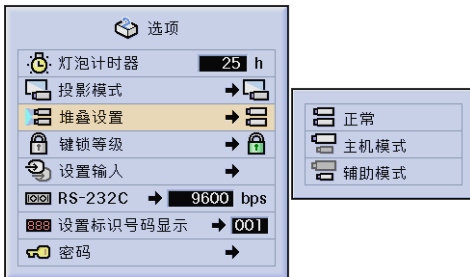 选项
灯泡计时器 25 h
投影模式
堆叠设置
键锁等级
设置输入
RS-232C 9600 bps
888 设置标识号码显示 001
密码
正常
主机模式
辅助模式